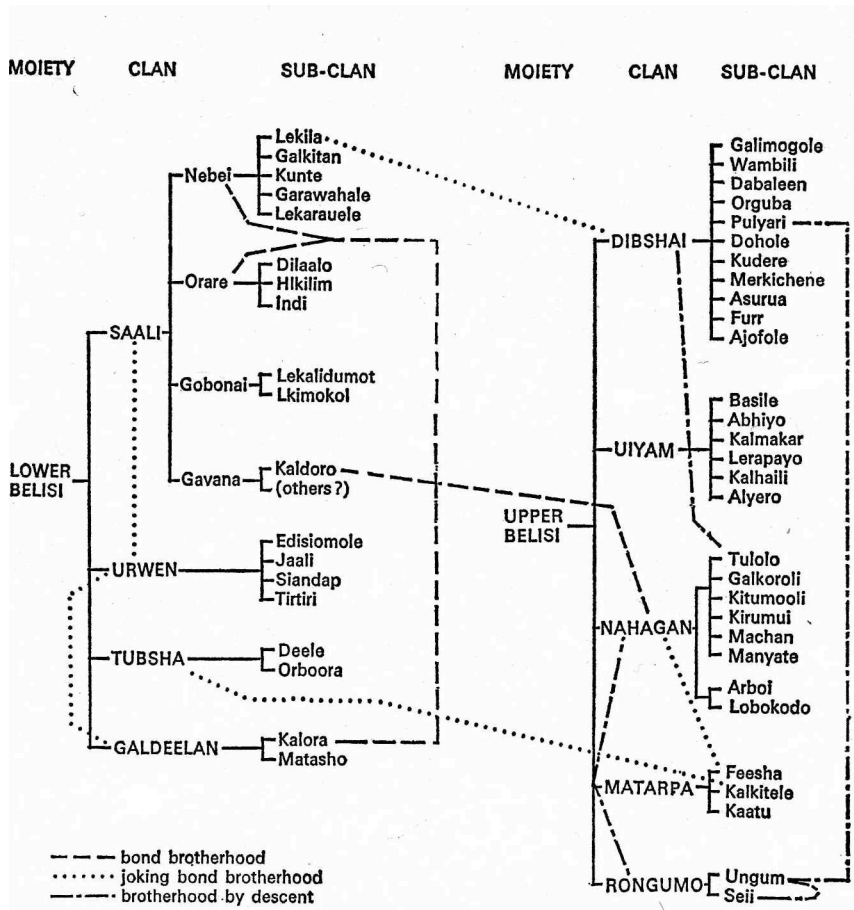 MOIETY CLAN SUB-CLAN MOIETY CLAN SUB-CLAN
LOWER BELISI
SAALI
Nebei
Lekila
Galkitan
Kunte
Garawahale
Lekarauele
Orare
Dilaalo
Hlkilim
Indi
Gobonai
Lekalidumot
Lkimokol
Gavana
Kaldoro
(others?)
URWEN
Edisiomole
Jaali
Siandap
Tirtiri
TUBSHA
Deele
Orboora
GALDEELAN
Kalora
Matasho
UPPER BELISI
DIBSHAI
Galimogole
Wambili
Dabaleen
Orguba
Pulyari
Dohole
Kudere
Merkichene
Asurua
Furr
Ajofole
UIYAM
Basile
Abhiyo
Kalmakar
Lerapayo
Kalhaili
Alyero
NAHAGAN
Tulolo
Galkoroli
Kitumooli
Kirumui
Machan
Manyate
Arboi
Lobokodo
MATARPA
Feesha
Kalkitele
Kaatu
RONGUMO
Ungum
Seii
bond brotherhood
joking bond brotherhood
brotherhood by descent